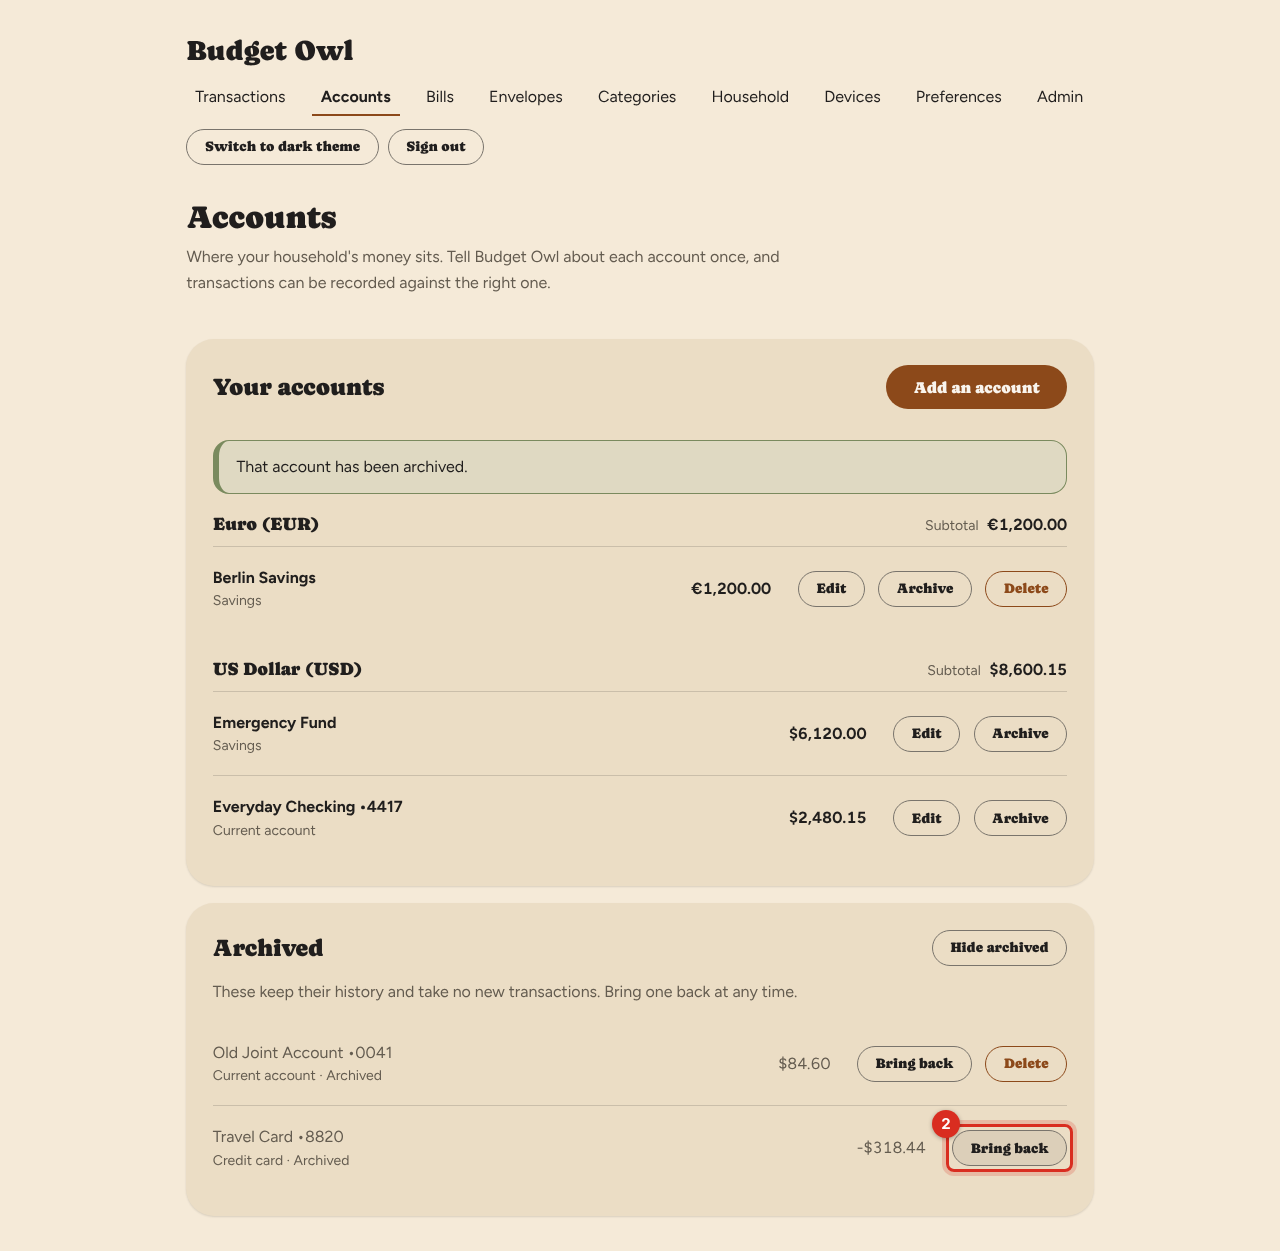 Budget Owl
Transactions Accounts Bills Envelopes Categories Household Devices Preferences Admin
Switch to dark theme Sign out
Accounts
Where your household's money sits. Tell Budget Owl about each account once, and
transactions can be recorded against the right one.
Your accounts Add an account
That account has been archived.
Euro (EUR) Subtotal €1,200.00
Berlin Savings
Savings
€1,200.00 Edit Archive Delete
US Dollar (USD) Subtotal $8,600.15
Emergency Fund
Savings
$6,120.00 Edit Archive
Everyday Checking •4417
Current account
$2,480.15 Edit Archive
Archived Hide archived
These keep their history and take no new transactions. Bring one back at any time.
Old Joint Account •0041
Current account · Archived
$84.60 Bring back Delete
Travel Card •8820
Credit card · Archived
-$318.44 2 Bring back